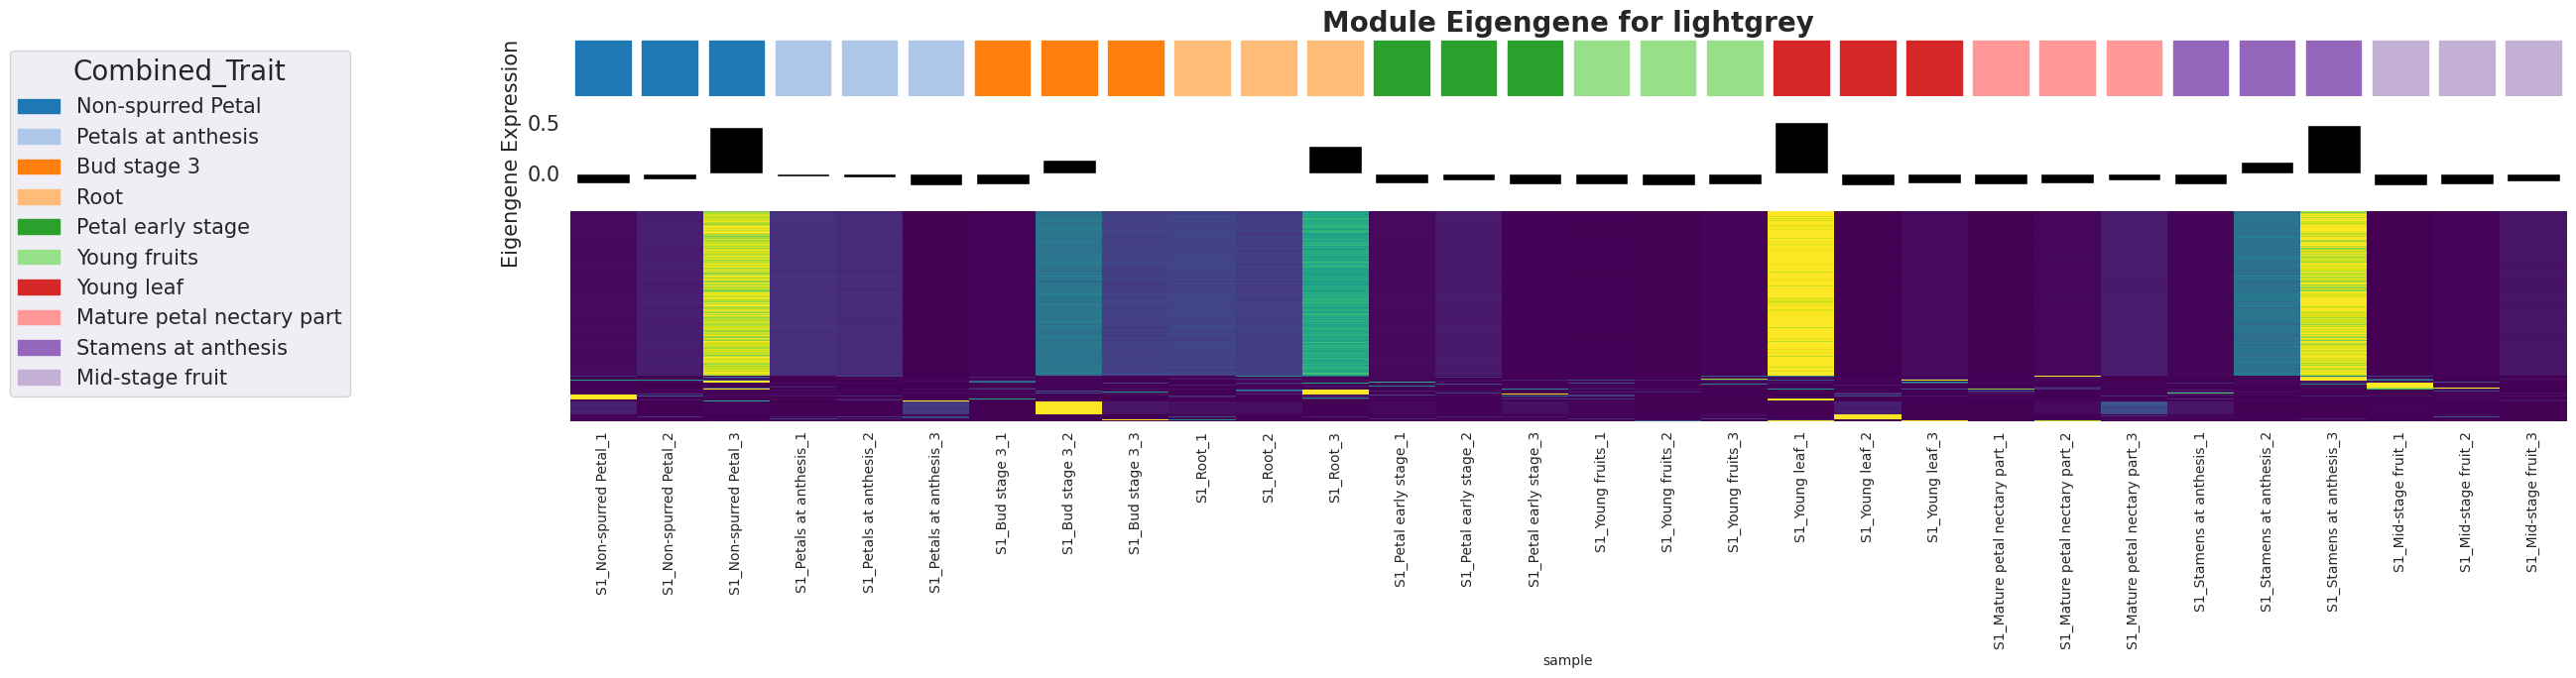 Module Eigengene for lightgrey
Combined_Trait
Non-spurred Petal
Petals at anthesis
Bud stage 3
Root
Petal early stage
Young fruits
Young leaf
Mature petal nectary part
Stamens at anthesis
Mid-stage fruit
Eigengene Expression
0.5
0.0
S1_Non-spurred Petal_1
S1_Non-spurred Petal_2
S1_Non-spurred Petal_3
S1_Petals at anthesis_1
S1_Petals at anthesis_2
S1_Petals at anthesis_3
S1_Bud stage 3_1
S1_Bud stage 3_2
S1_Bud stage 3_3
S1_Root_1
S1_Root_2
S1_Root_3
S1_Petal early stage_1
S1_Petal early stage_2
S1_Petal early stage_3
S1_Young fruits_1
S1_Young fruits_2
S1_Young fruits_3
S1_Young leaf_1
S1_Young leaf_2
S1_Young leaf_3
S1_Mature petal nectary part_1
S1_Mature petal nectary part_2
S1_Mature petal nectary part_3
S1_Stamens at anthesis_1
S1_Stamens at anthesis_2
S1_Stamens at anthesis_3
S1_Mid-stage fruit_1
S1_Mid-stage fruit_2
S1_Mid-stage fruit_3
sample